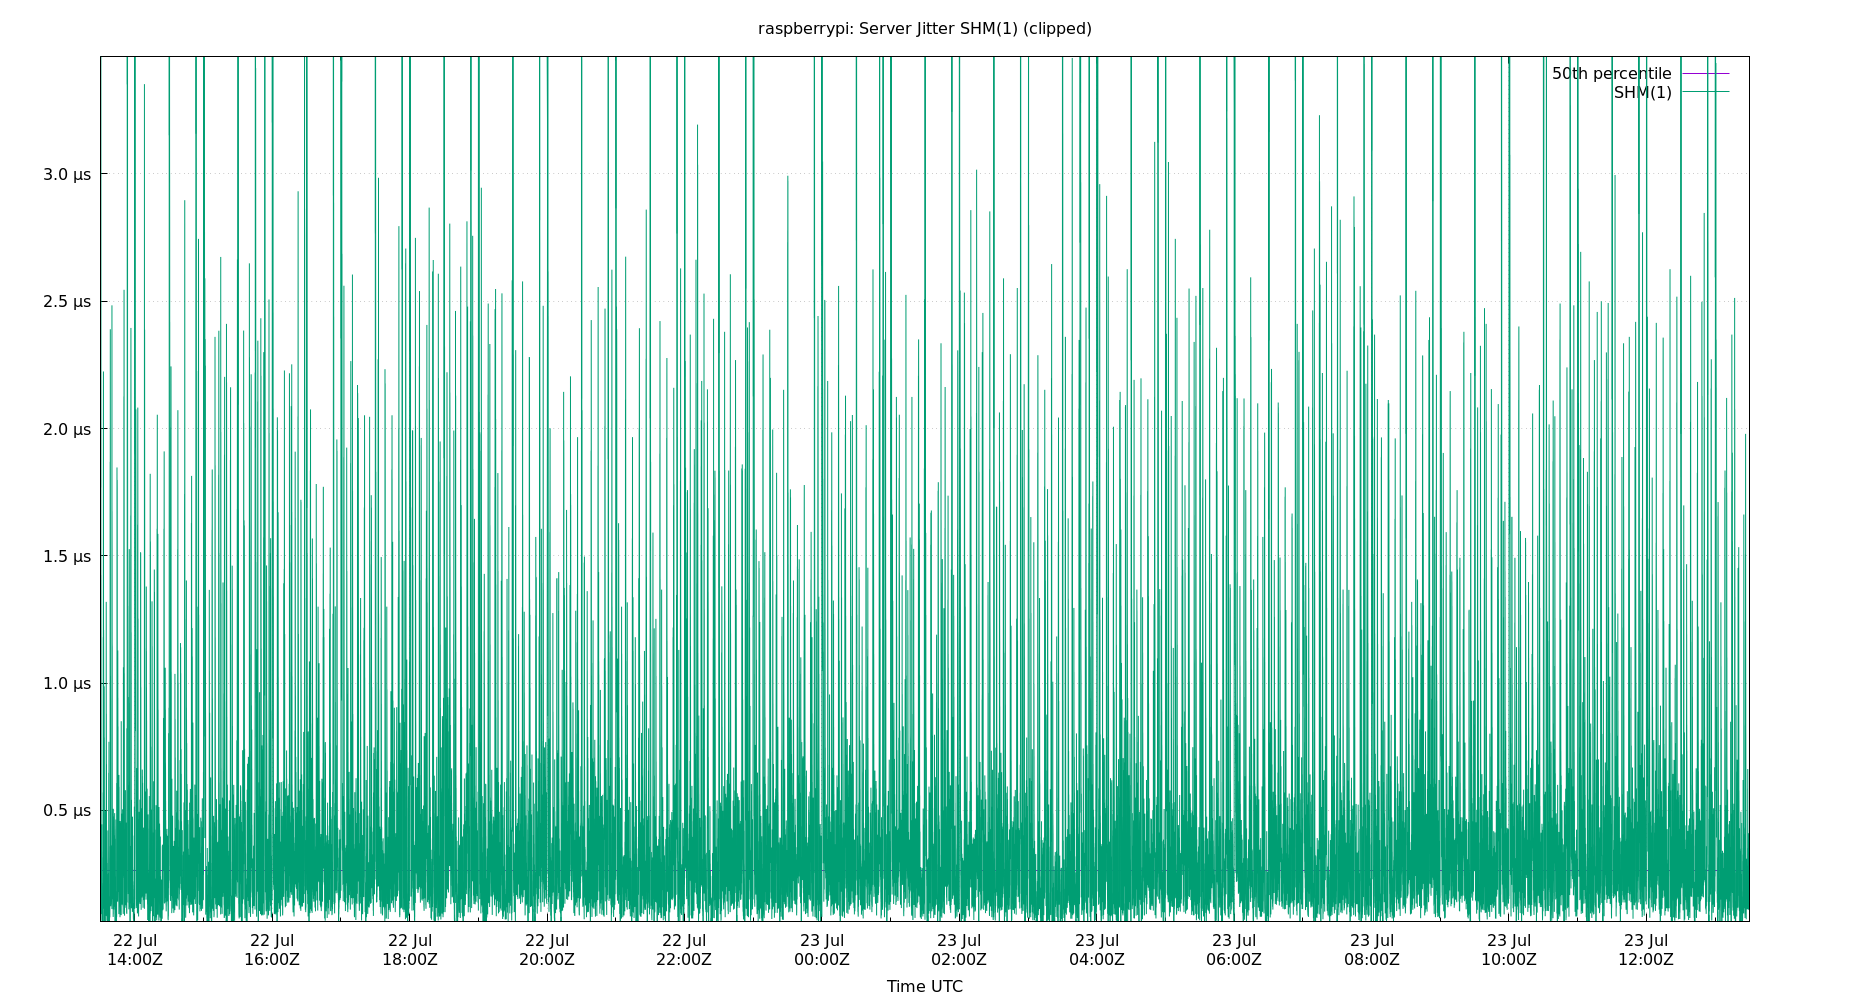 raspberrypi: Server Jitter SHM(1) (clipped)
50th percentile
SHM(1)
3.0 µs
2.5 µs
2.0 µs
1.5 µs
1.0 µs
0.5 µs
22 Jul 22 Jul 22 Jul 22 Jul 22 Jul 23 Jul 23 Jul 23 Jul 23 Jul 23 Jul 23 Jul 23 Jul
14:00Z 16:00Z 18:00Z 20:00Z 22:00Z 00:00Z 02:00Z 04:00Z 06:00Z 08:00Z 10:00Z 12:00Z
Time UTC